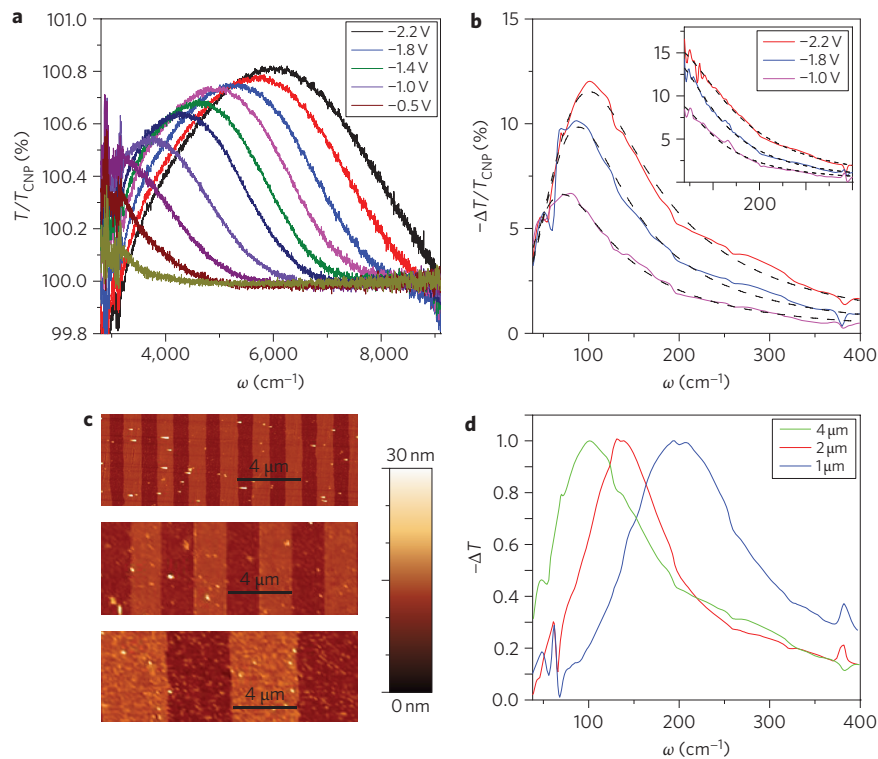 a
T/T_CNP (%)
100.8
100.6
100.4
100.2
100.0
99.8
4,000
6,000
8,000
ω (cm⁻¹)
−2.2 V
−1.8 V
−1.4 V
−1.0 V
−0.5 V
b
−ΔT/T_CNP (%)
15
10
5
0
100
200
300
400
ω (cm⁻¹)
15
10
5
200
−2.2 V
−1.8 V
−1.0 V
c
4 μm
4 μm
4 μm
30 nm
0 nm
d
−ΔT
1.0
0.8
0.6
0.4
0.2
0.0
100
200
300
400
ω (cm⁻¹)
4 μm
2 μm
1 μm